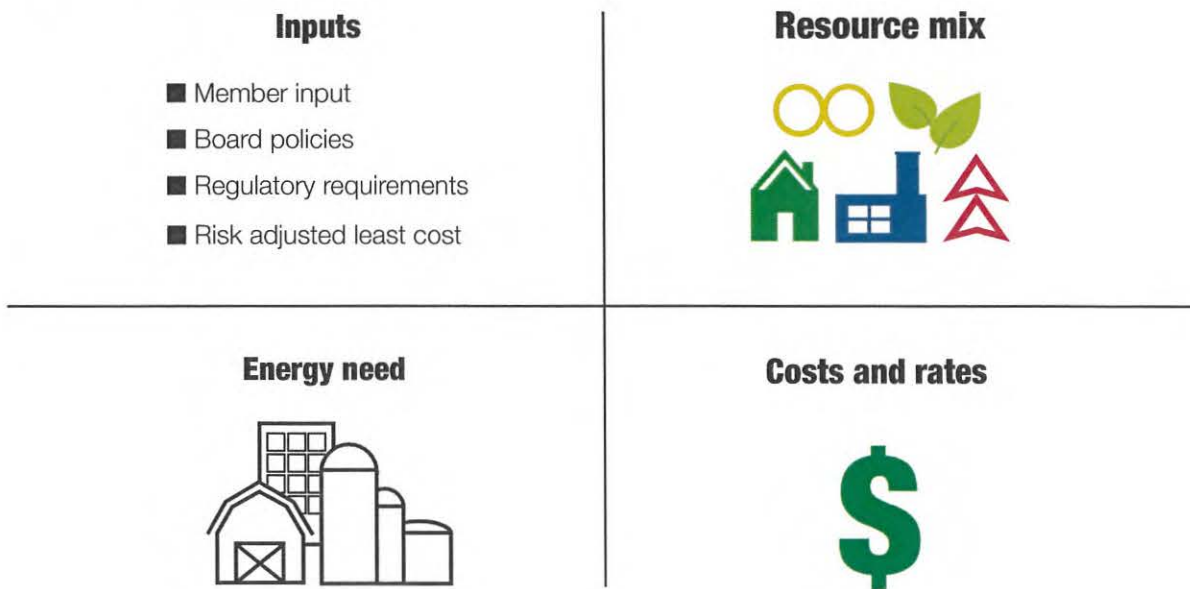 Inputs
■ Member input
■ Board policies
■ Regulatory requirements
■ Risk adjusted least cost
Resource mix
Energy need
Costs and rates
$